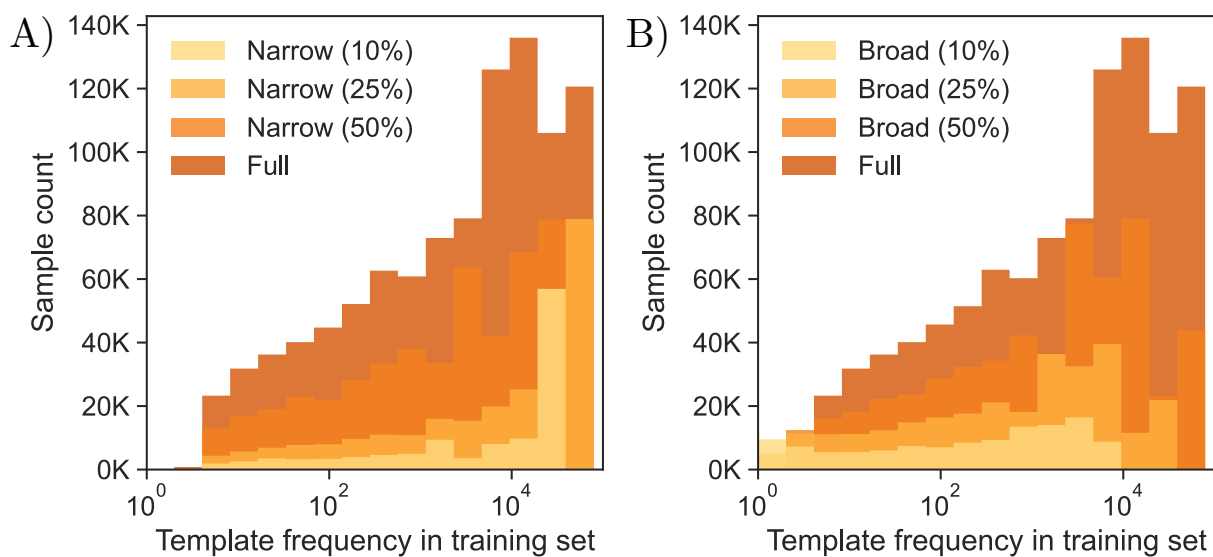 A)
140K
120K
100K
80K
60K
40K
20K
0K
Sample count
Narrow (10%)
Narrow (25%)
Narrow (50%)
Full
10^0
10^2
10^4
Template frequency in training set
B)
140K
120K
100K
80K
60K
40K
20K
0K
Sample count
Broad (10%)
Broad (25%)
Broad (50%)
Full
10^0
10^2
10^4
Template frequency in training set